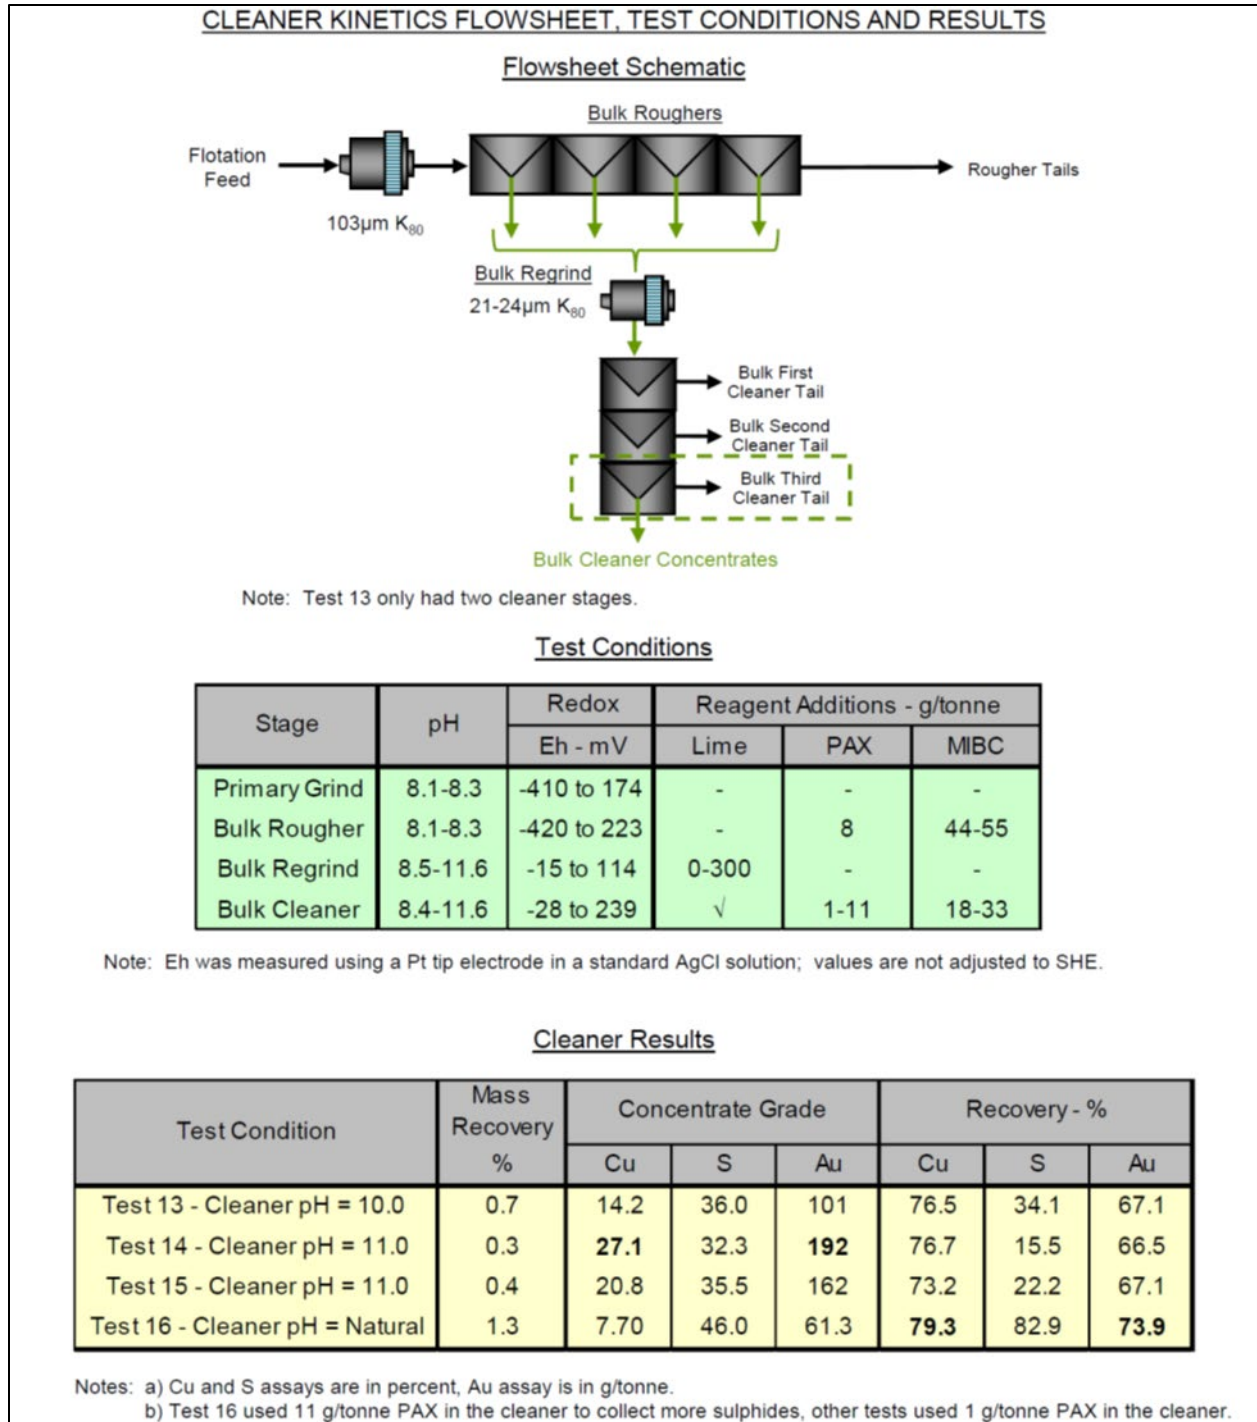 CLEANER KINETICS FLOWSHEET, TEST CONDITIONS AND RESULTS
Flowsheet Schematic
Bulk Roughers
Flotation
Feed
Rougher Tails
103µm K80
Bulk Regrind
21-24µm K80
Bulk First
Cleaner Tail
Bulk Second
Cleaner Tail
Bulk Third
Cleaner Tail
Bulk Cleaner Concentrates
Note: Test 13 only had two cleaner stages.
Test Conditions
Stage pH Redox Reagent Additions - g/tonne
Eh - mV Lime PAX MIBC
Primary Grind 8.1-8.3 -410 to 174 - - -
Bulk Rougher 8.1-8.3 -420 to 223 - 8 44-55
Bulk Regrind 8.5-11.6 -15 to 114 0-300 - -
Bulk Cleaner 8.4-11.6 -28 to 239 √ 1-11 18-33
Note: Eh was measured using a Pt tip electrode in a standard AgCl solution; values are not adjusted to SHE.
Cleaner Results
Test Condition Mass Recovery Concentrate Grade Recovery - %
% Cu S Au Cu S Au
Test 13 - Cleaner pH = 10.0 0.7 14.2 36.0 101 76.5 34.1 67.1
Test 14 - Cleaner pH = 11.0 0.3 27.1 32.3 192 76.7 15.5 66.5
Test 15 - Cleaner pH = 11.0 0.4 20.8 35.5 162 73.2 22.2 67.1
Test 16 - Cleaner pH = Natural 1.3 7.70 46.0 61.3 79.3 82.9 73.9
Notes: a) Cu and S assays are in percent, Au assay is in g/tonne.
b) Test 16 used 11 g/tonne PAX in the cleaner to collect more sulphides, other tests used 1 g/tonne PAX in the cleaner.